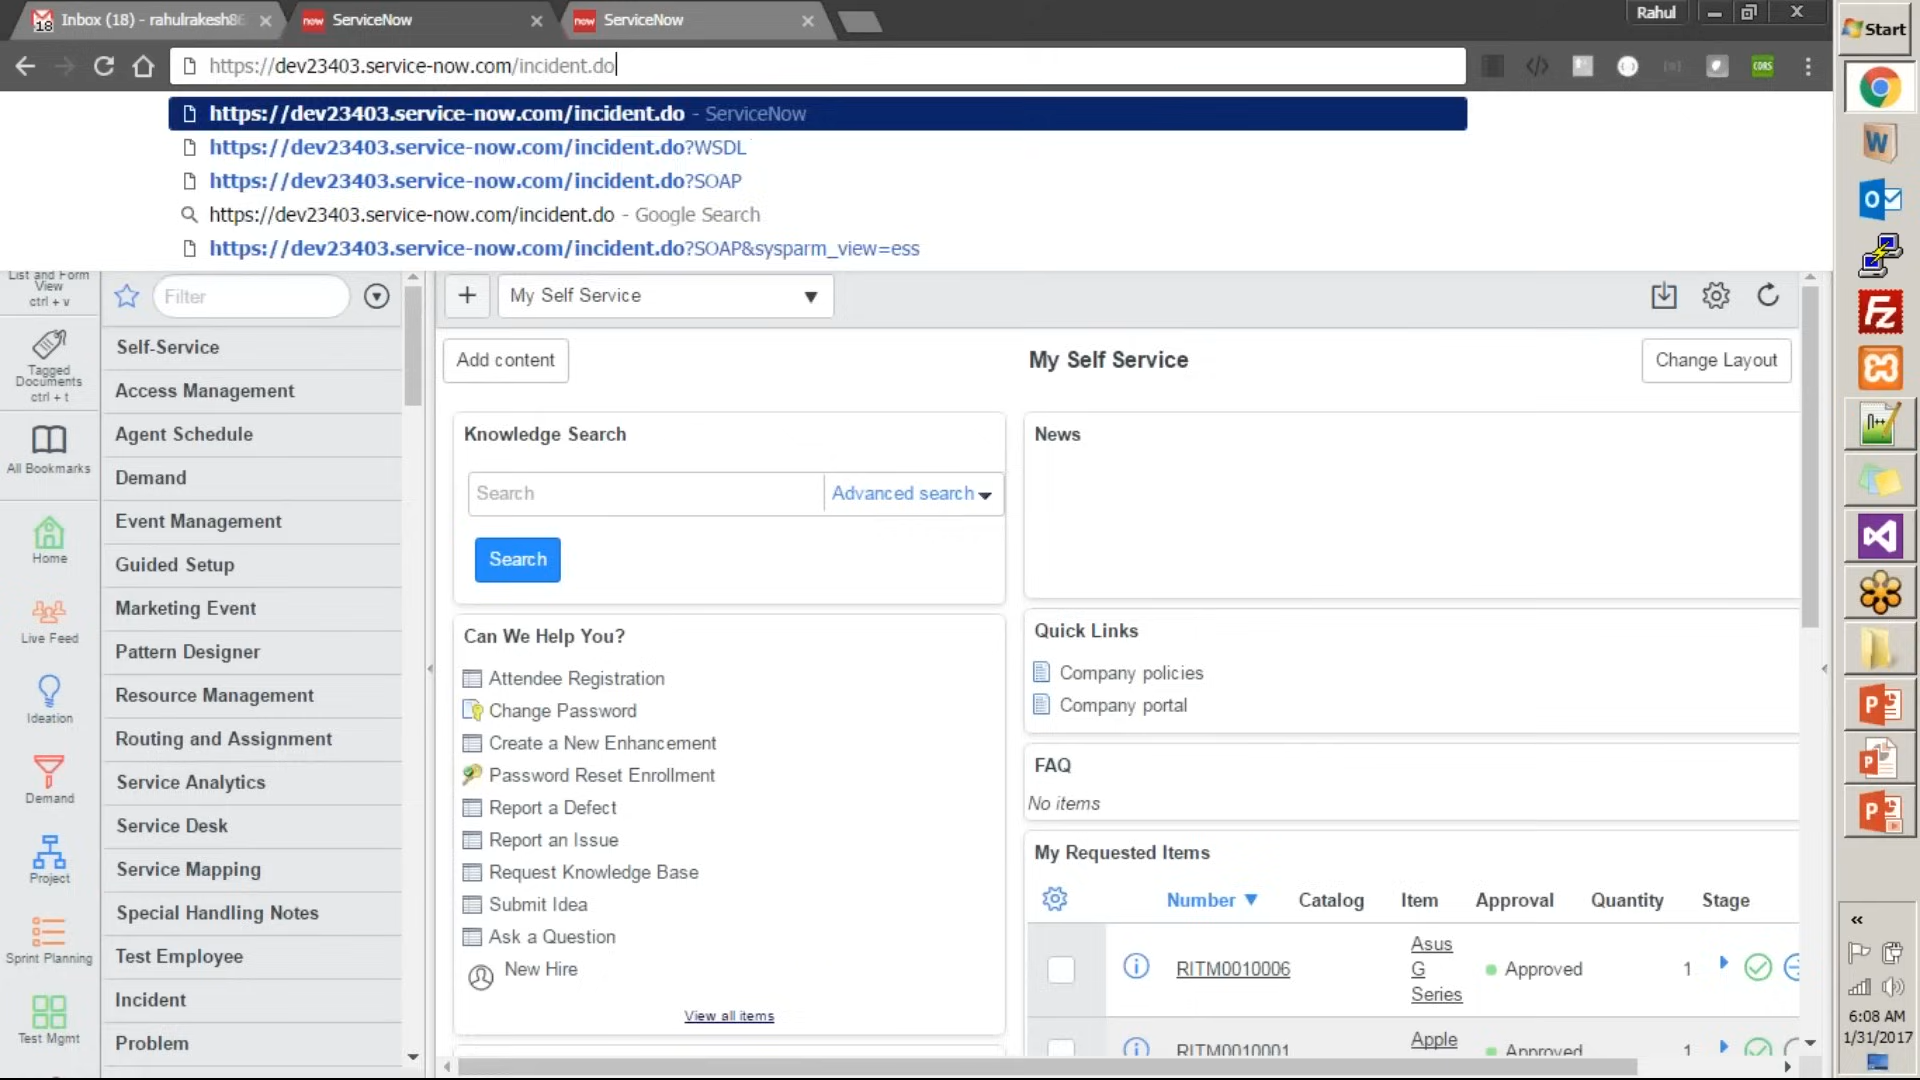 Inbox (18) - rahulrakesh86
ServiceNow
ServiceNow
Rahul
https://dev23403.service-now.com/incident.do
https://dev23403.service-now.com/incident.do - ServiceNow
https://dev23403.service-now.com/incident.do?WSDL
https://dev23403.service-now.com/incident.do?SOAP
https://dev23403.service-now.com/incident.do - Google Search
https://dev23403.service-now.com/incident.do?SOAP&sysparm_view=ess
List and Form
View
ctrl + v
Tagged
Documents
ctrl + t
All Bookmarks
Home
Live Feed
Ideation
Demand
Project
Sprint Planning
Test Mgmt
Filter
Self-Service
Access Management
Agent Schedule
Demand
Event Management
Guided Setup
Marketing Event
Pattern Designer
Resource Management
Routing and Assignment
Service Analytics
Service Desk
Service Mapping
Special Handling Notes
Test Employee
Incident
Problem
My Self Service
Add content
My Self Service
Change Layout
Knowledge Search
Search
Advanced search
Search
Can We Help You?
Attendee Registration
Change Password
Create a New Enhancement
Password Reset Enrollment
Report a Defect
Report an Issue
Request Knowledge Base
Submit Idea
Ask a Question
New Hire
View all items
News
Quick Links
Company policies
Company portal
FAQ
No items
My Requested Items
Number Catalog Item Approval Quantity Stage
RITM0010006 Asus G Series Approved 1
RITM0010001 Apple Approved 1
Start
6:08 AM
1/31/2017